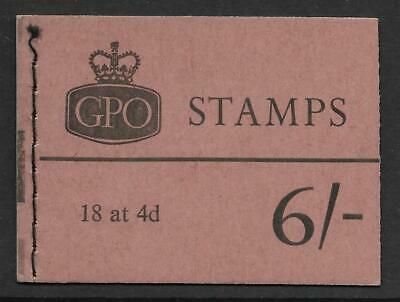 GPO STAMPS
18 at 4d 6/-